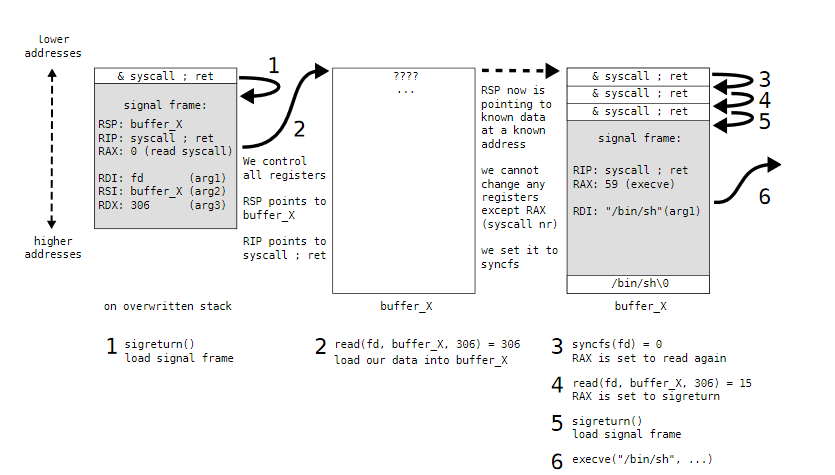 lower
addresses
higher
addresses
& syscall ; ret
signal frame:
RSP: buffer_X
RIP: syscall ; ret
RAX: 0 (read syscall)
RDI: fd (arg1)
RSI: buffer_X (arg2)
RDX: 306 (arg3)
on overwritten stack
1
2
We control
all registers
RSP points to
buffer_X
RIP points to
syscall ; ret
????
...
buffer_X
RSP now is
pointing to
known data
at a known
address
we cannot
change any
registers
except RAX
(syscall nr)
we set it to
syncfs
& syscall ; ret
& syscall ; ret
& syscall ; ret
signal frame:
RIP: syscall ; ret
RAX: 59 (execve)
RDI: "/bin/sh"(arg1)
/bin/sh\0
buffer_X
3
4
5
6
1 sigreturn()
load signal frame
2 read(fd, buffer_X, 306) = 306
load our data into buffer_X
3 syncfs(fd) = 0
RAX is set to read again
4 read(fd, buffer_X, 306) = 15
RAX is set to sigreturn
5 sigreturn()
load signal frame
6 execve("/bin/sh", ...)